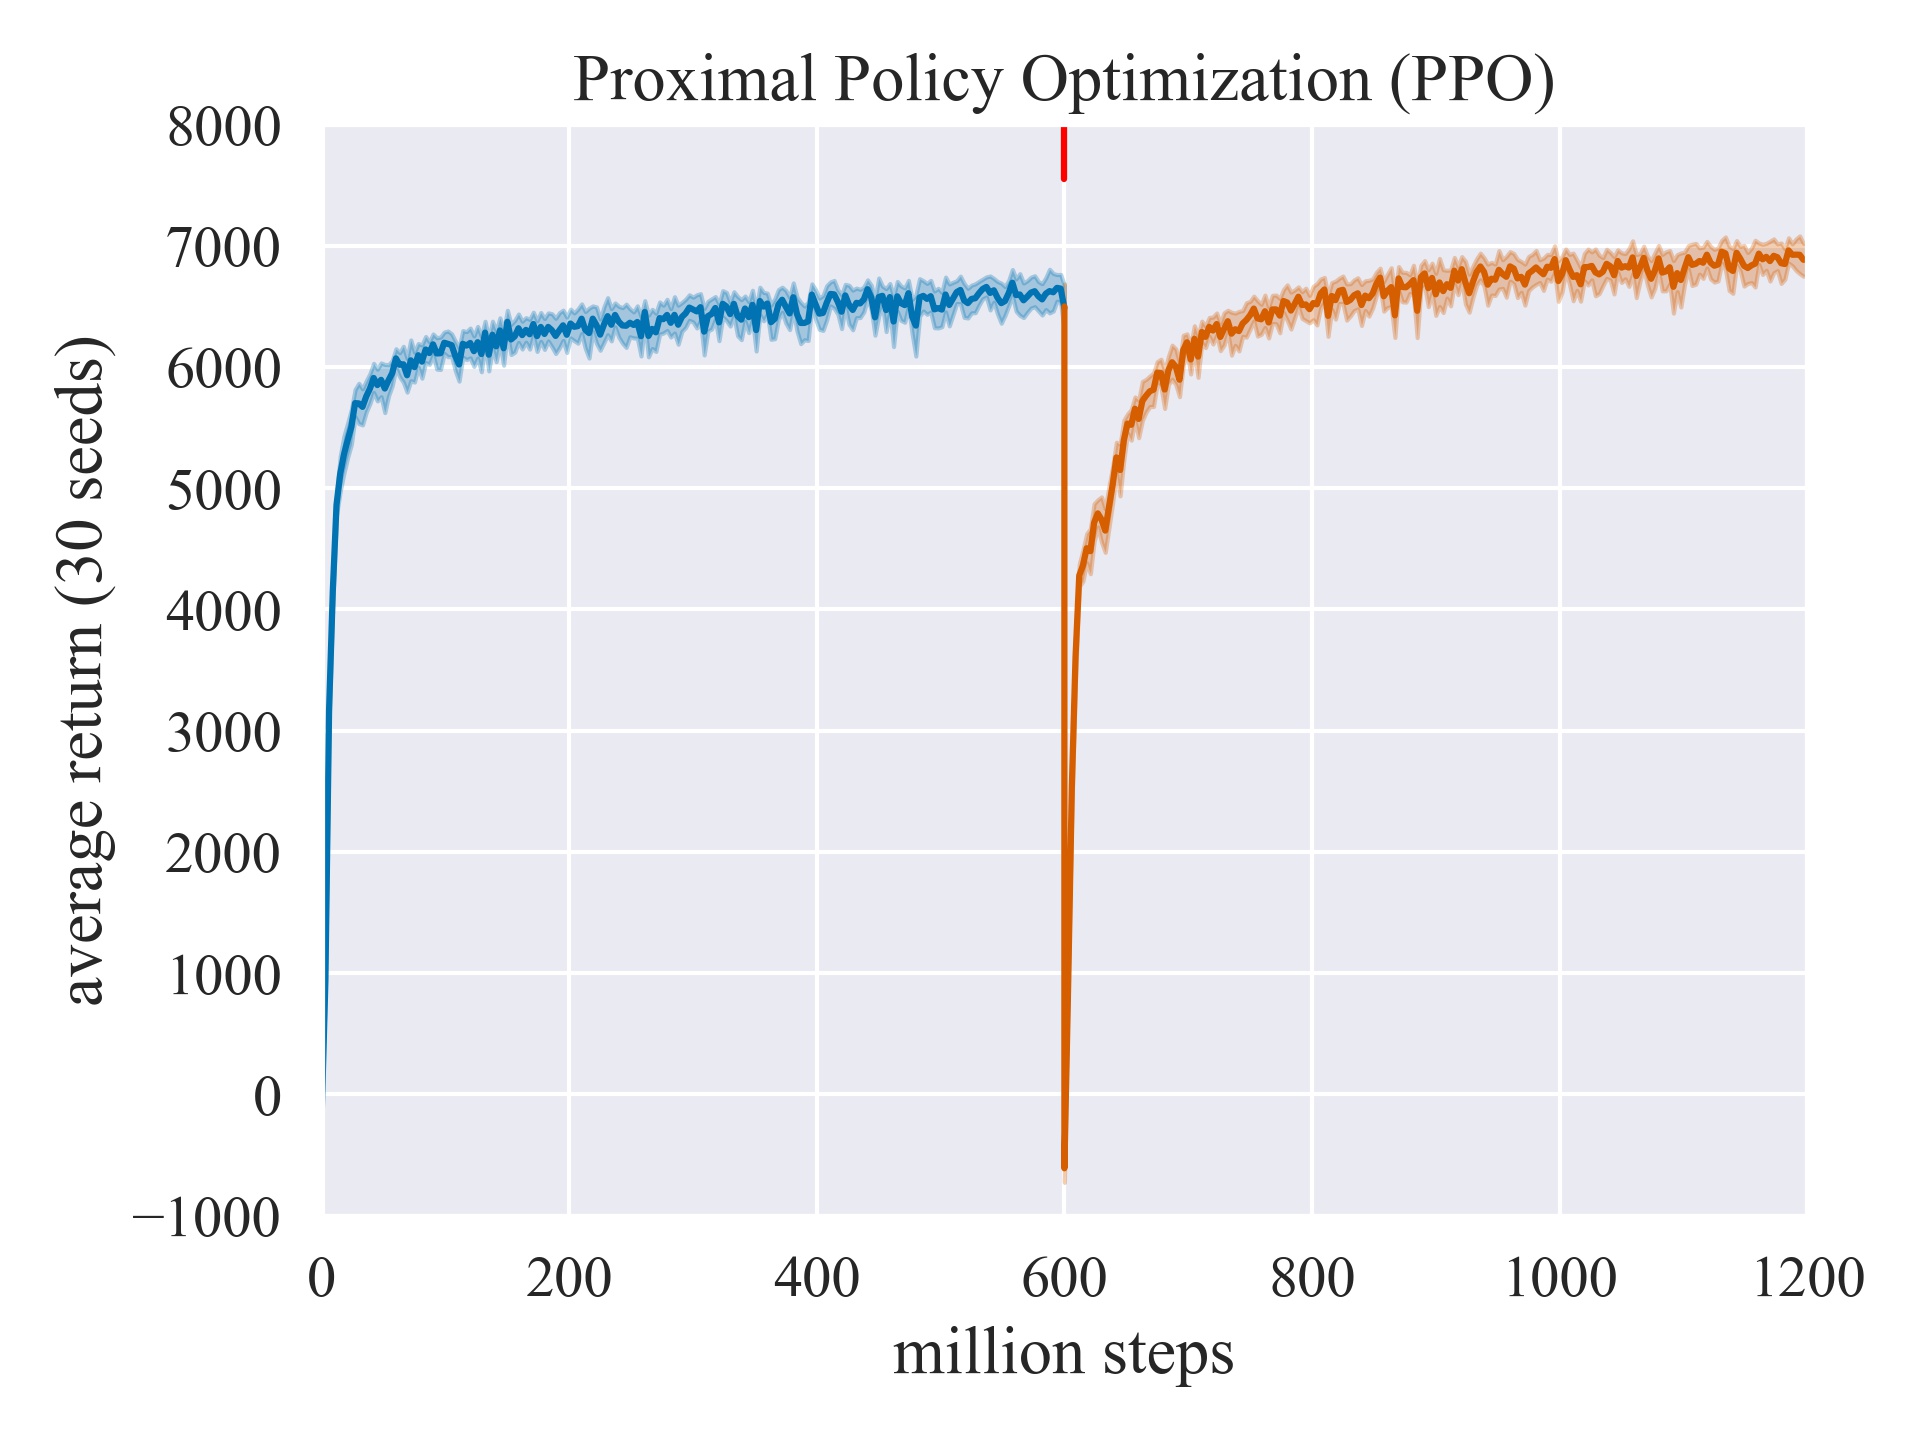 Proximal Policy Optimization (PPO)
8000
7000
6000
5000
4000
3000
2000
1000
0
−1000
average return (30 seeds)
0 200 400 600 800 1000 1200
million steps